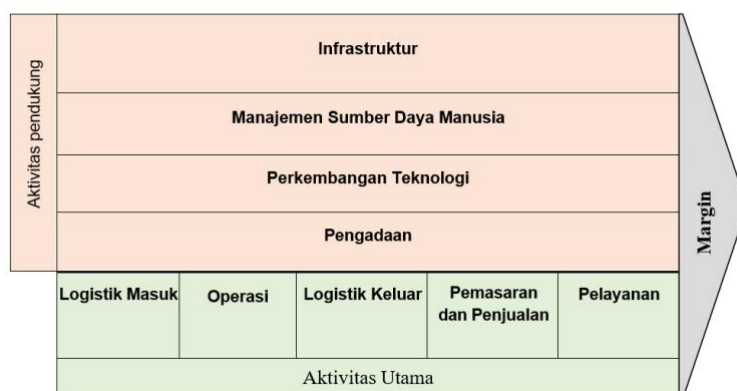 Aktivitas pendukung
Infrastruktur
Manajemen Sumber Daya Manusia
Perkembangan Teknologi
Pengadaan
Logistik Masuk
Operasi
Logistik Keluar
Pemasaran
dan Penjualan
Pelayanan
Aktivitas Utama
Margin